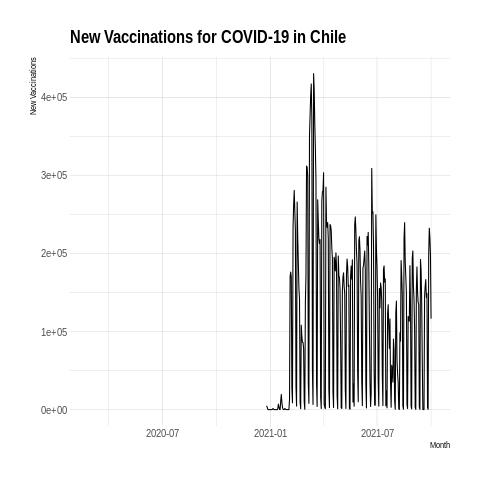 New Vaccinations for COVID-19 in Chile
New Vaccinations
4e+05
3e+05
2e+05
1e+05
0e+00
2020-07 2021-01 2021-07
Month